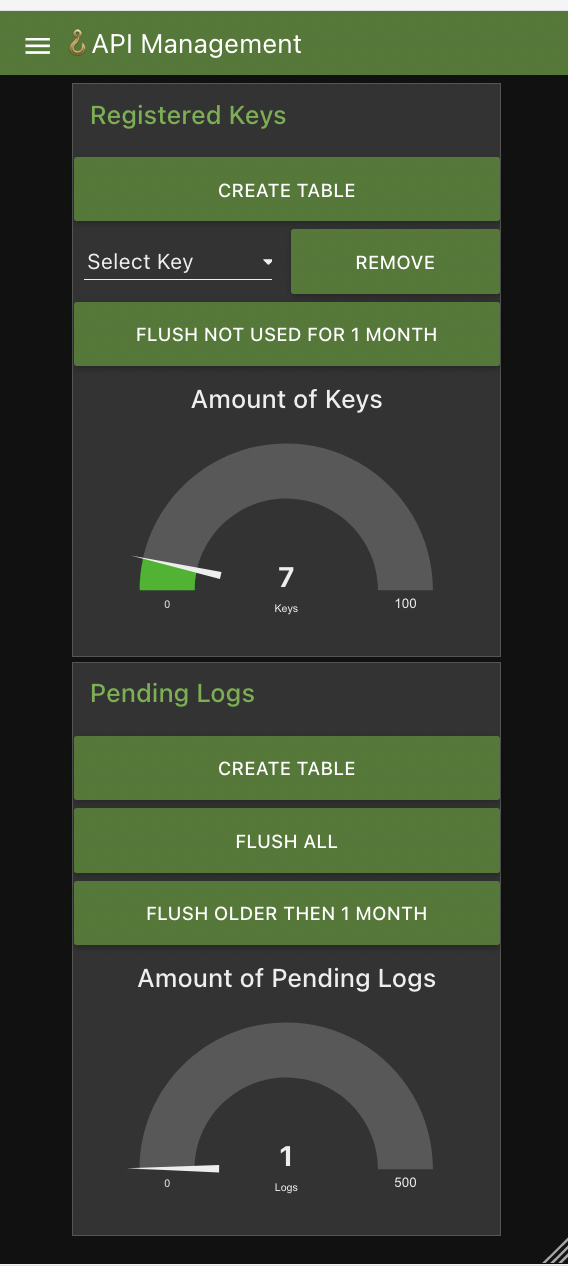 API Management
Registered Keys
CREATE TABLE
Select Key
REMOVE
FLUSH NOT USED FOR 1 MONTH
Amount of Keys
7
Keys
0
100
Pending Logs
CREATE TABLE
FLUSH ALL
FLUSH OLDER THEN 1 MONTH
Amount of Pending Logs
1
Logs
0
500